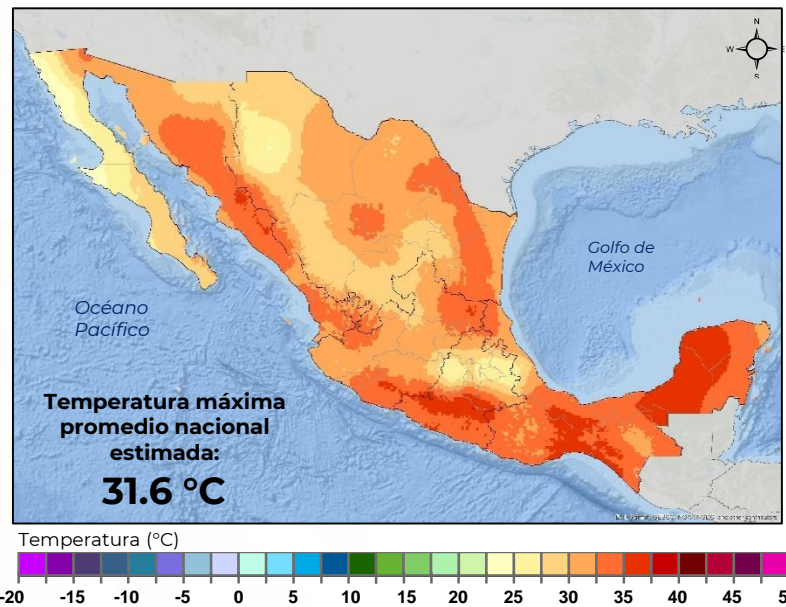 N
W
E
S
Golfo de
México
Océano
Pacífico
Temperatura máxima
promedio nacional
estimada:
31.6 °C
Temperatura (°C)
-20 -15 -10 -5 0 5 10 15 20 25 30 35 40 45